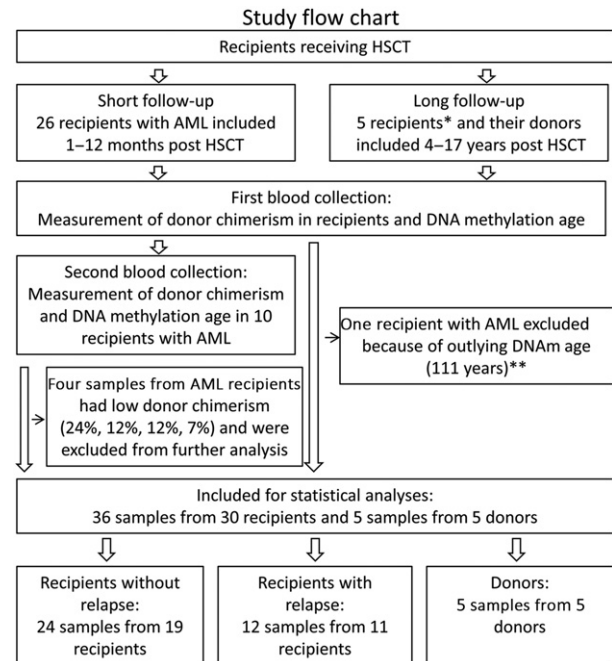 Study flow chart
Recipients receiving HSCT
Short follow-up
26 recipients with AML included
1–12 months post HSCT
Long follow-up
5 recipients* and their donors
included 4–17 years post HSCT
First blood collection:
Measurement of donor chimerism in recipients and DNA methylation age
Second blood collection:
Measurement of donor chimerism
and DNA methylation age in 10
recipients with AML
One recipient with AML excluded
because of outlying DNAm age
(111 years)**
Four samples from AML recipients
had low donor chimerism
(24%, 12%, 12%, 7%) and were
excluded from further analysis
Included for statistical analyses:
36 samples from 30 recipients and 5 samples from 5 donors
Recipients without
relapse:
24 samples from 19
recipients
Recipients with
relapse:
12 samples from 11
recipients
Donors:
5 samples from 5
donors